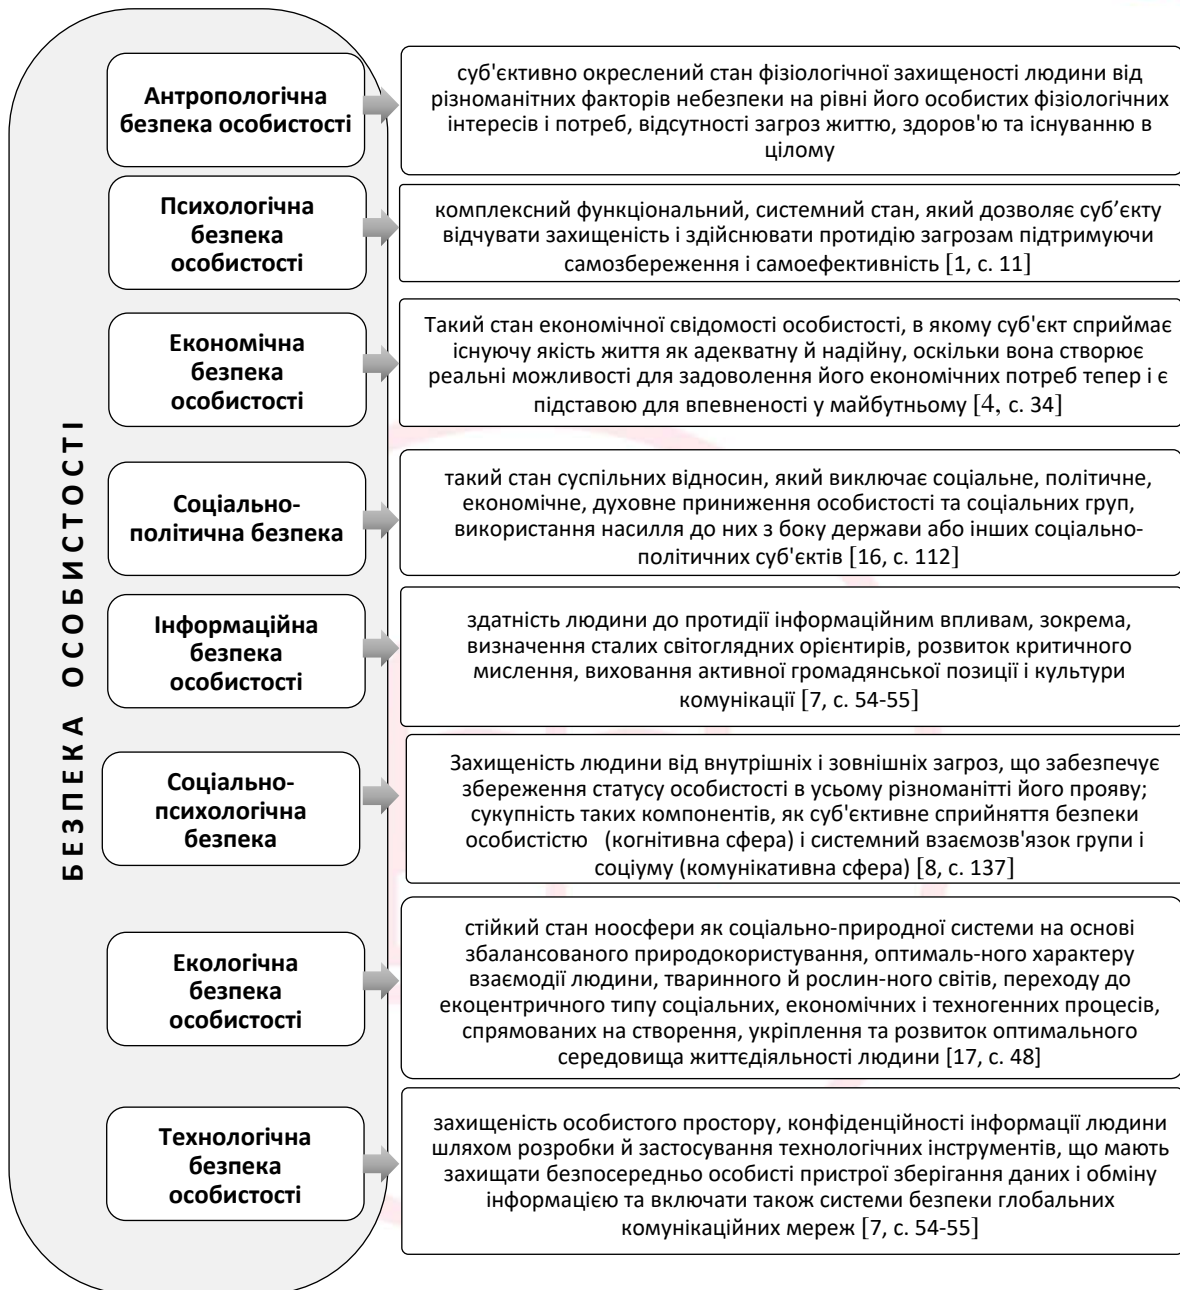 БЕЗПЕКА ОСОБИСТОСТІ
Антропологічна
безпека особистості
суб'єктивно окреслений стан фізіологічної захищеності людини від
різноманітних факторів небезпеки на рівні його особистих фізіологічних
інтересів і потреб, відсутності загроз життю, здоров'ю та існуванню в
цілому
Психологічна
безпека
особистості
комплексний функціональний, системний стан, який дозволяє суб’єкту
відчувати захищеність і здійснювати протидію загрозам підтримуючи
самозбереження і самоефективність [1, с. 11]
Економічна
безпека
особистості
Такий стан економічної свідомості особистості, в якому суб'єкт сприймає
існуючу якість життя як адекватну й надійну, оскільки вона створює
реальні можливості для задоволення його економічних потреб тепер і є
підставою для впевненості у майбутньому [4, с. 34]
Соціально-
політична безпека
такий стан суспільних відносин, який виключає соціальне, політичне,
економічне, духовне приниження особистості та соціальних груп,
використання насилля до них з боку держави або інших соціально-
політичних суб'єктів [16, с. 112]
Інформаційна
безпека
особистості
здатність людини до протидії інформаційним впливам, зокрема,
визначення сталих світоглядних орієнтирів, розвиток критичного
мислення, виховання активної громадянської позиції і культури
комунікації [7, с. 54-55]
Соціально-
психологічна
безпека
Захищеність людини від внутрішніх і зовнішніх загроз, що забезпечує
збереження статусу особистості в усьому різноманітті його прояву;
сукупність таких компонентів, як суб'єктивне сприйняття безпеки
особистістю (когнітивна сфера) і системний взаємозв'язок групи і
соціуму (комунікативна сфера) [8, с. 137]
Екологічна
безпека
особистості
стійкий стан ноосфери як соціально-природної системи на основі
збалансованого природокористування, оптималь-ного характеру
взаємодії людини, тваринного й рослин-ного світів, переходу до
екоцентричного типу соціальних, економічних і техногенних процесів,
спрямованих на створення, укріплення та розвиток оптимального
середовища життєдіяльності людини [17, с. 48]
Технологічна
безпека
особистості
захищеність особистого простору, конфіденційності інформації людини
шляхом розробки й застосування технологічних інструментів, що мають
захищати безпосередньо особисті пристрої зберігання даних і обміну
інформацією та включати також системи безпеки глобальних
комунікаційних мереж [7, с. 54-55]